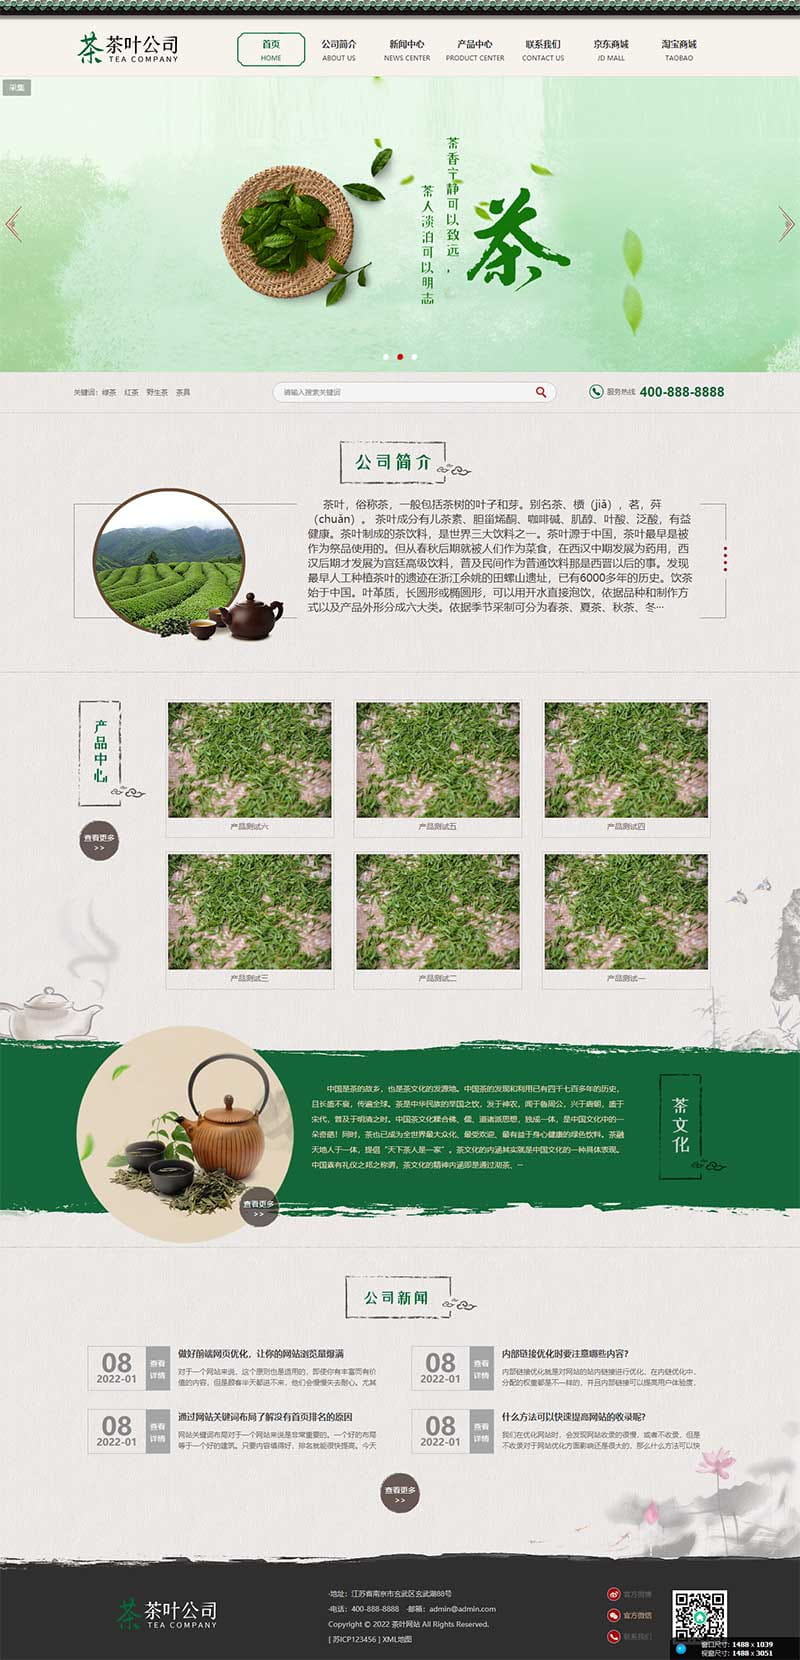 茶 茶叶公司
TEA COMPANY
首页 公司简介 新闻中心 产品中心 联系我们 京东商城 淘宝商城
HOME ABOUT US NEWS CENTER PRODUCT CENTER CONTACT US JD MALL TAOBAO
采集
茶香宁静可以致远，
茶人淡泊可以明志
茶
关键词：绿茶 红茶 野生茶 茶具
请输入搜索关键词
服务热线 400-888-8888
公司简介
茶叶，俗称茶，一般包括茶树的叶子和芽。别名茶、槚（jiǎ），茗，荈
（chuǎn）。茶叶成分有儿茶素、胆甾烯酮、咖啡碱、肌醇、叶酸、泛酸，有益
健康。茶叶制成的茶饮料，是世界三大饮料之一。茶叶源于中国，茶叶最早是被
作为祭品使用的。但从春秋后期就被人们作为菜食，在西汉中期发展为药用，西
汉后期才发展为宫廷高级饮料，普及民间作为普通饮料那是西晋以后的事。发现
最早人工种植茶叶的遗迹在浙江余姚的田螺山遗址，已有6000多年的历史。饮茶
始于中国。叶革质，长圆形或椭圆形，可以用开水直接泡饮，依据品种和制作方
式以及产品外形分成六大类。依据季节采制可分为春茶、夏茶、秋茶、冬···
产品中心
查看更多
>>
产品测试六
产品测试五
产品测试四
产品测试三
产品测试二
产品测试一
中国是茶的故乡，也是茶文化的发源地。中国茶的发现和利用已有四千七百多年的历史，
且长盛不衰，传遍全球。茶是中华民族的举国之饮，发于神农，闻于鲁周公，兴于唐朝，盛于
宋代，普及于明清之时。中国茶文化糅合佛、儒、道诸派思想，独成一体，是中国文化中的一
朵奇葩！同时，茶也已成为全世界最大众化、最受欢迎、最有益于身心健康的绿色饮料。茶融
天地人于一体，提倡“天下茶人是一家”。茶文化的内涵其实就是中国文化的一种具体表现。
中国素有礼仪之邦之称谓，茶文化的精神内涵即是通过沏茶、···
查看更多
>>
茶文化
公司新闻
08
2022-01
查看
详情
做好前端网页优化，让你的网站浏览量爆满
对于一个网站来说，这个原则也是适用的，即使你有丰富而有价
值的内容，但是顾客半天都进不来，他们会慢慢失去耐心。尤其
08
2022-01
查看
详情
内部链接优化时要注意哪些内容?
内部链接优化就是对网站的站内链接进行优化，在内链优化中，
分配的权重都是不一样的，并且内部链接可以提高用户体验度，
08
2022-01
查看
详情
通过网站关键词布局了解没有首页排名的原因
网站关键词布局对于一个网站来说是非常重要的。一个好的布局
等于一个好的建筑。只要内容填得好，排名就能很快提高。今天
08
2022-01
查看
详情
什么方法可以快速提高网站的收录呢?
我们在优化网站时，会发现网站收录的很慢，或者不收录，但是
不收录对于网站优化方面影响还是很大的，那么什么方法可以快
查看更多
>>
茶 茶叶公司
TEA COMPANY
·地址：江苏省南京市玄武区玄武湖88号
·电话：400-888-8888 ·邮箱：admin@admin.com
Copyright © 2022 茶叶网站 All Rights Reserved.
[ 苏ICP123456 ] XML地图
官方微博
官方微信
联系我们
窗口尺寸: 1488 x 1039
视窗尺寸: 1488 x 3051